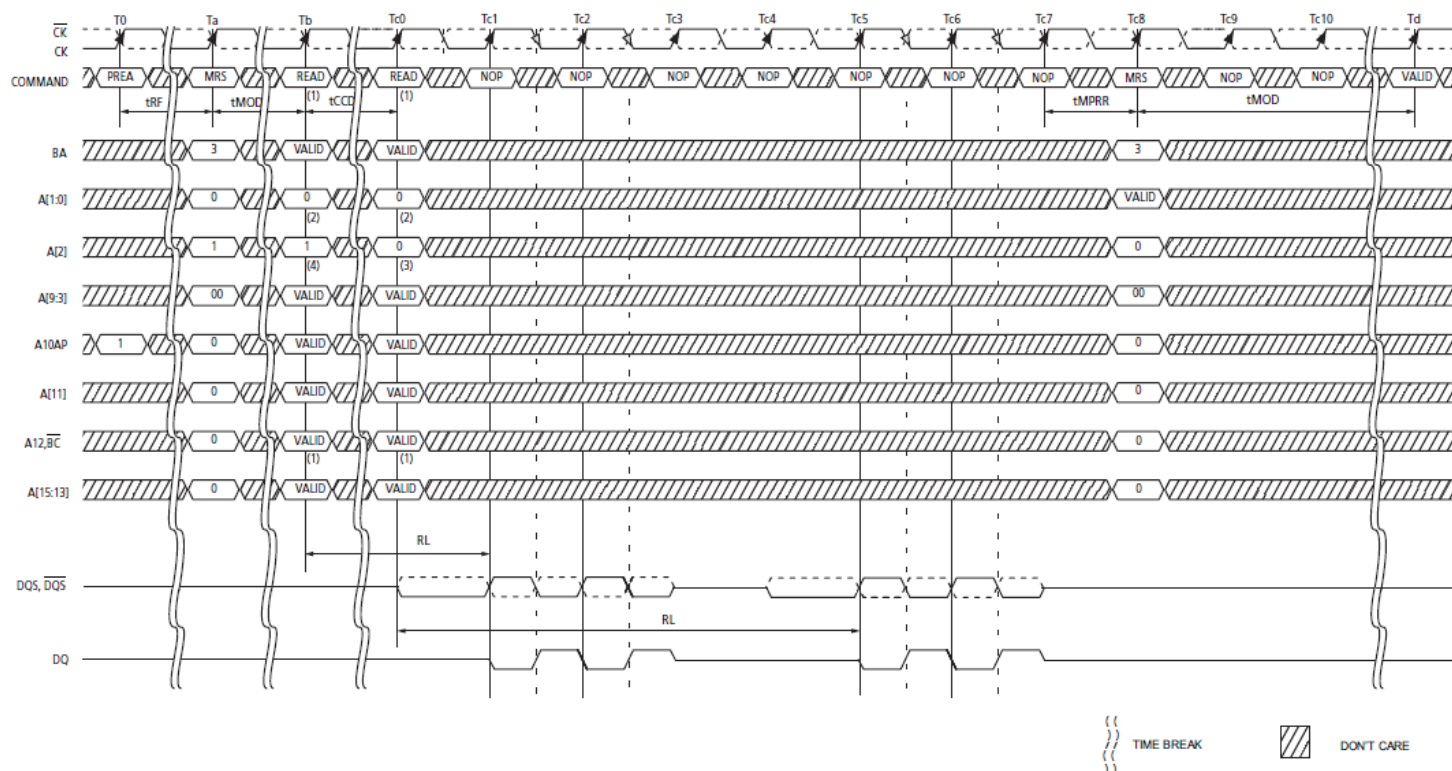 T0 Ta Tb Tc0 Tc1 Tc2 Tc3 Tc4 Tc5 Tc6 Tc7 Tc8 Tc9 Tc10 Td
CK
CK
COMMAND PREA MRS READ READ NOP NOP NOP NOP NOP NOP NOP MRS NOP NOP VALID
(1) (1)
tRF tMOD tCCD tMPRR tMOD
BA 3 VALID VALID 3
A[1:0] 0 0 0 VALID
(2) (2)
A[2] 1 1 0 0
(4) (3)
A[9:3] 00 VALID VALID 00
A10AP 1 0 VALID VALID 0
A[11] 0 VALID VALID 0
A12,BC 0 VALID VALID 0
(1) (1)
A[15:13] 0 VALID VALID 0
RL
DQS, DQS
RL
DQ
TIME BREAK DON'T CARE